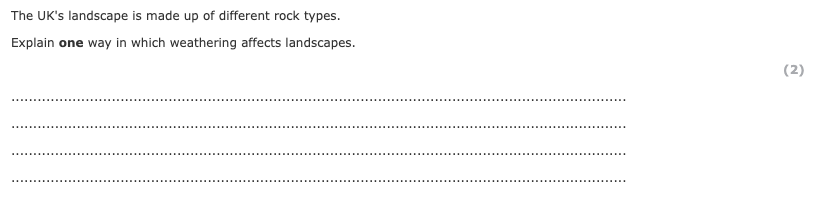 The UK's landscape is made up of different rock types.
Explain one way in which weathering affects landscapes.
(2)